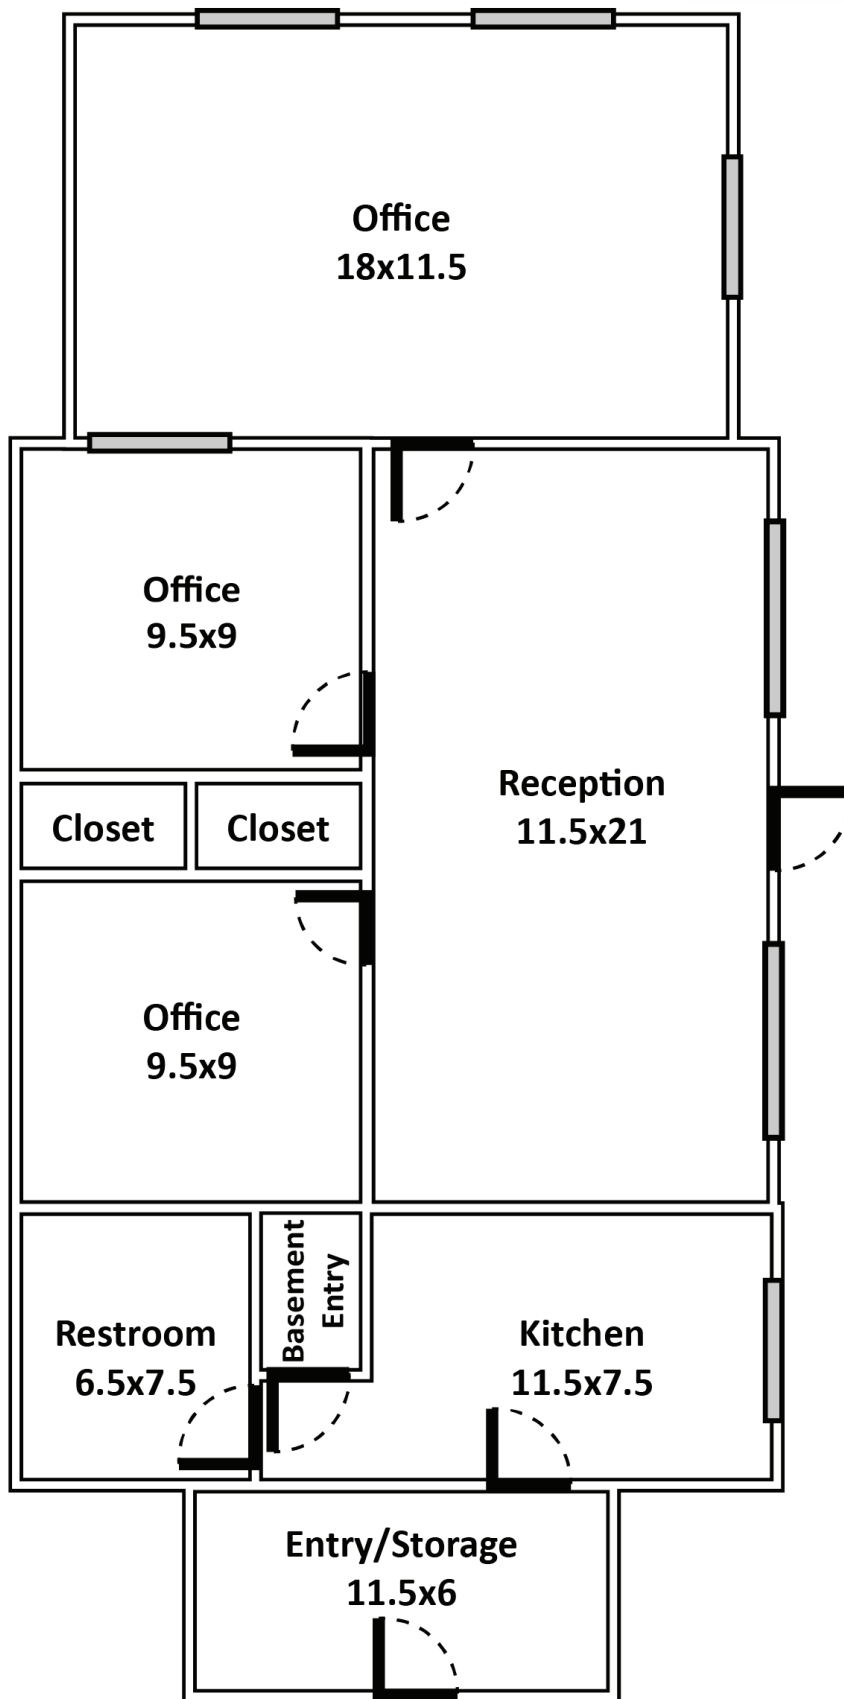 Office
18x11.5
Office
9.5x9
Reception
11.5x21
Closet
Closet
Office
9.5x9
Basement
Entry
Restroom
6.5x7.5
Kitchen
11.5x7.5
Entry/Storage
11.5x6